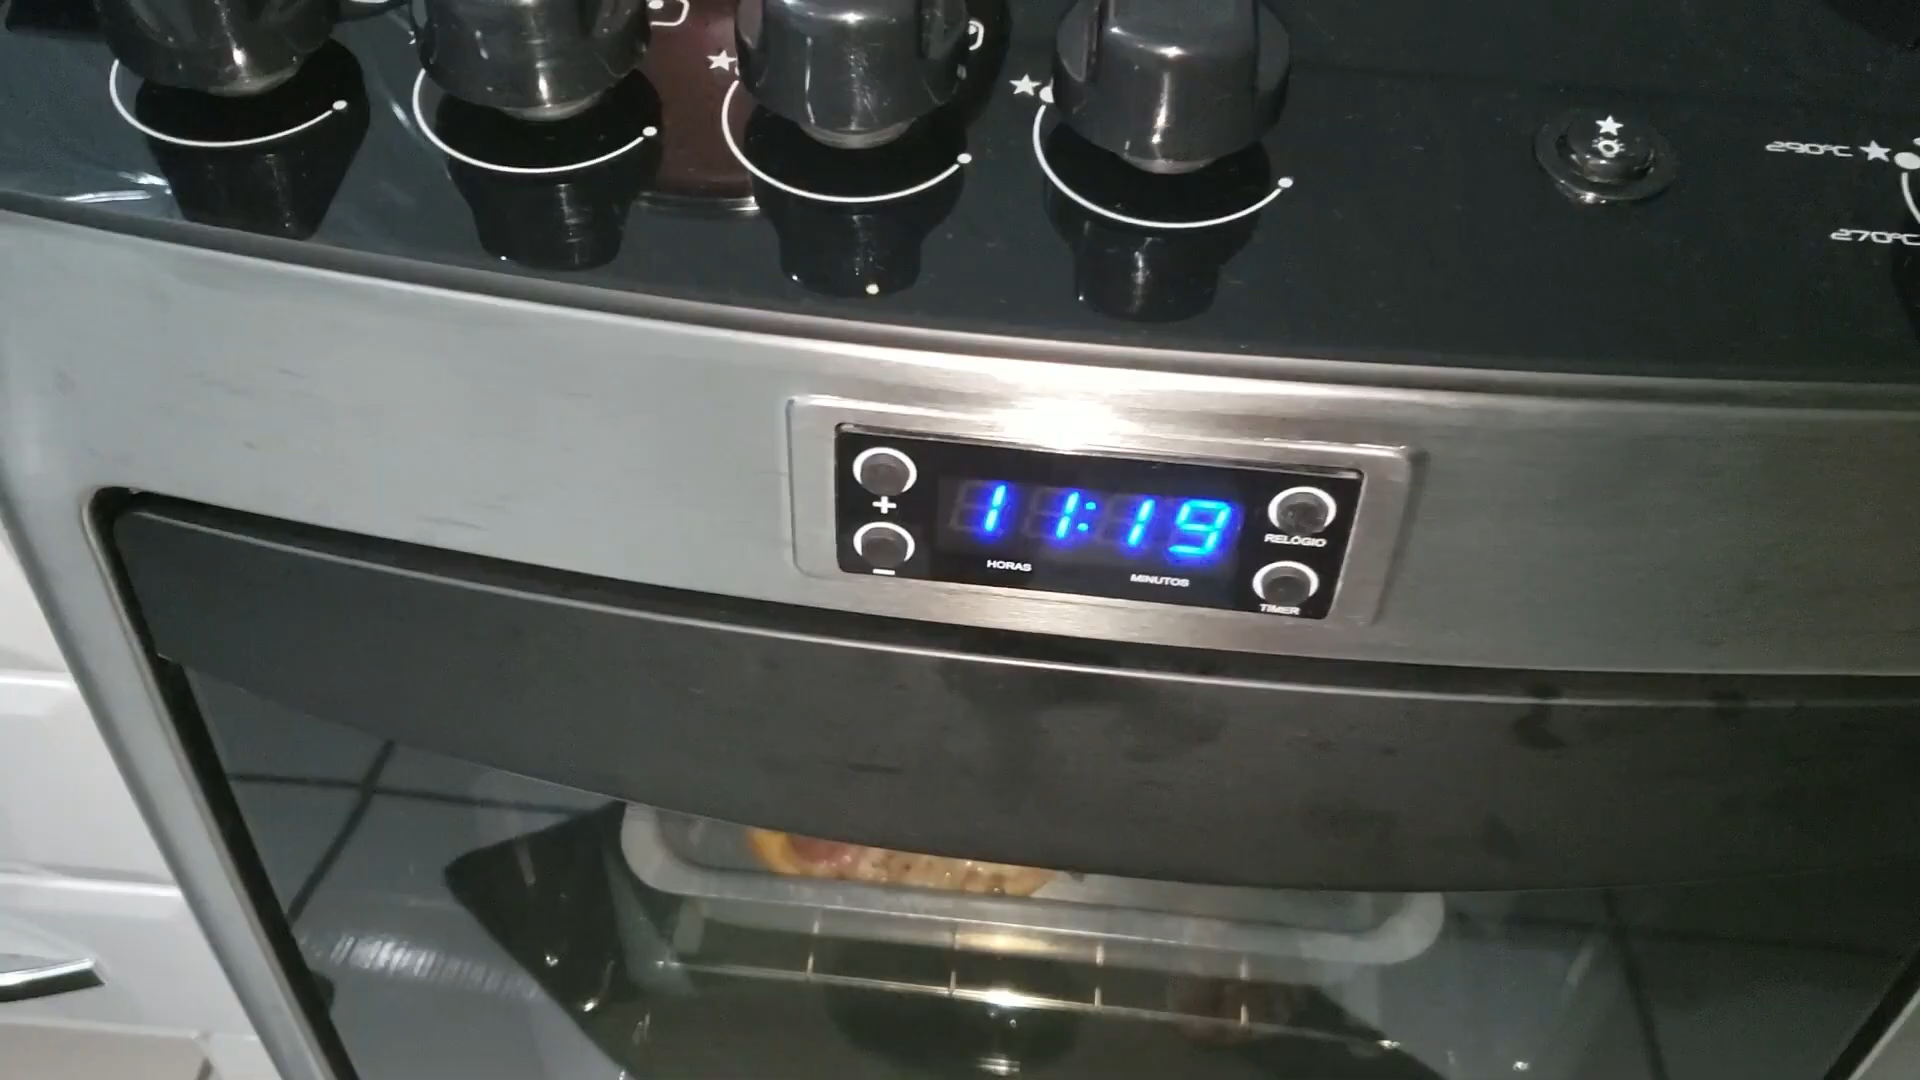 290°C
270°C
11:19
HORAS
MINUTOS
RELÓGIO
TIMER
+
-